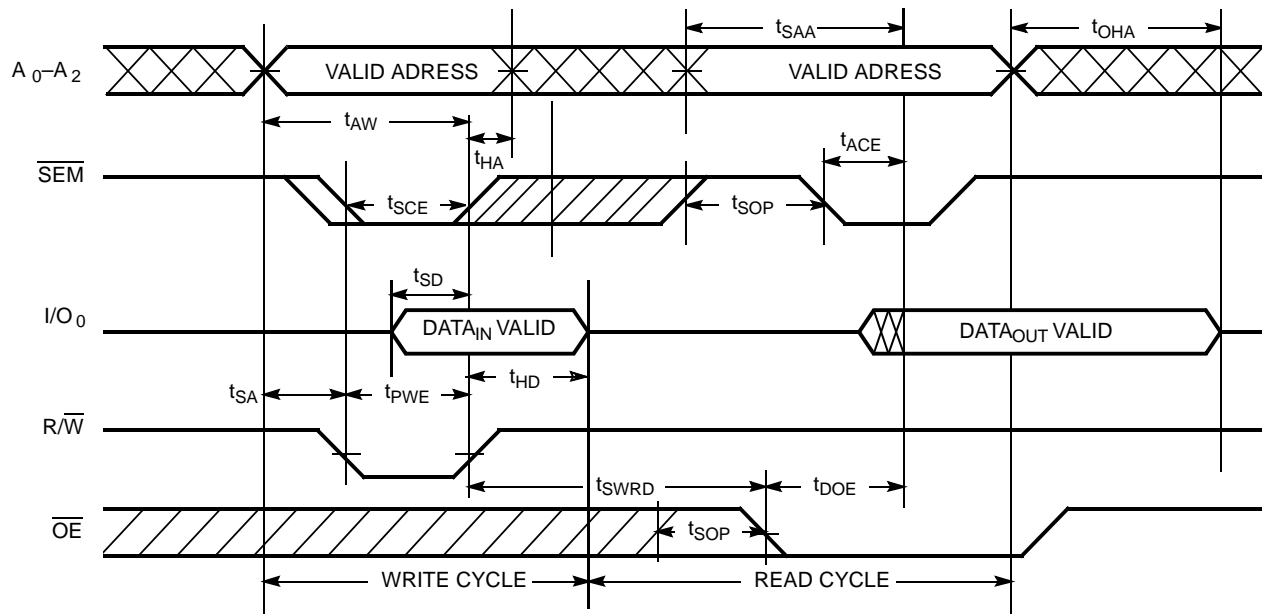 tSAA tOHA
A 0–A2 VALID ADRESS VALID ADRESS
tAW
tHA tACE
SEM
tSCE tSOP
tSD
I/O0 DATAIN VALID DATAOUT VALID
tHD
tSA tPWE
R/W
tSWRD tDOE
OE tSOP
WRITE CYCLE READ CYCLE